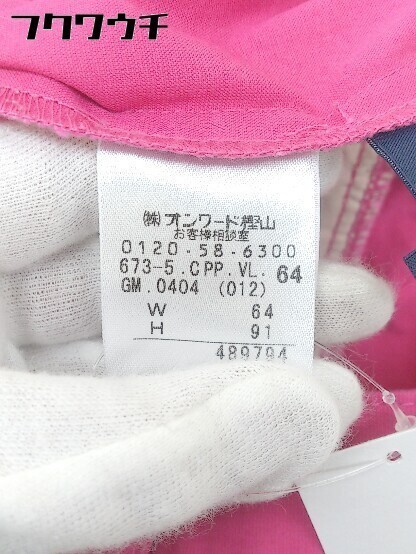 フクワウチ
㈱オンワード樫山
お客様相談室
0120-58-6300
673-5.CPP.VL. 64
GM.0404 (012)
W 64
H 91
489794